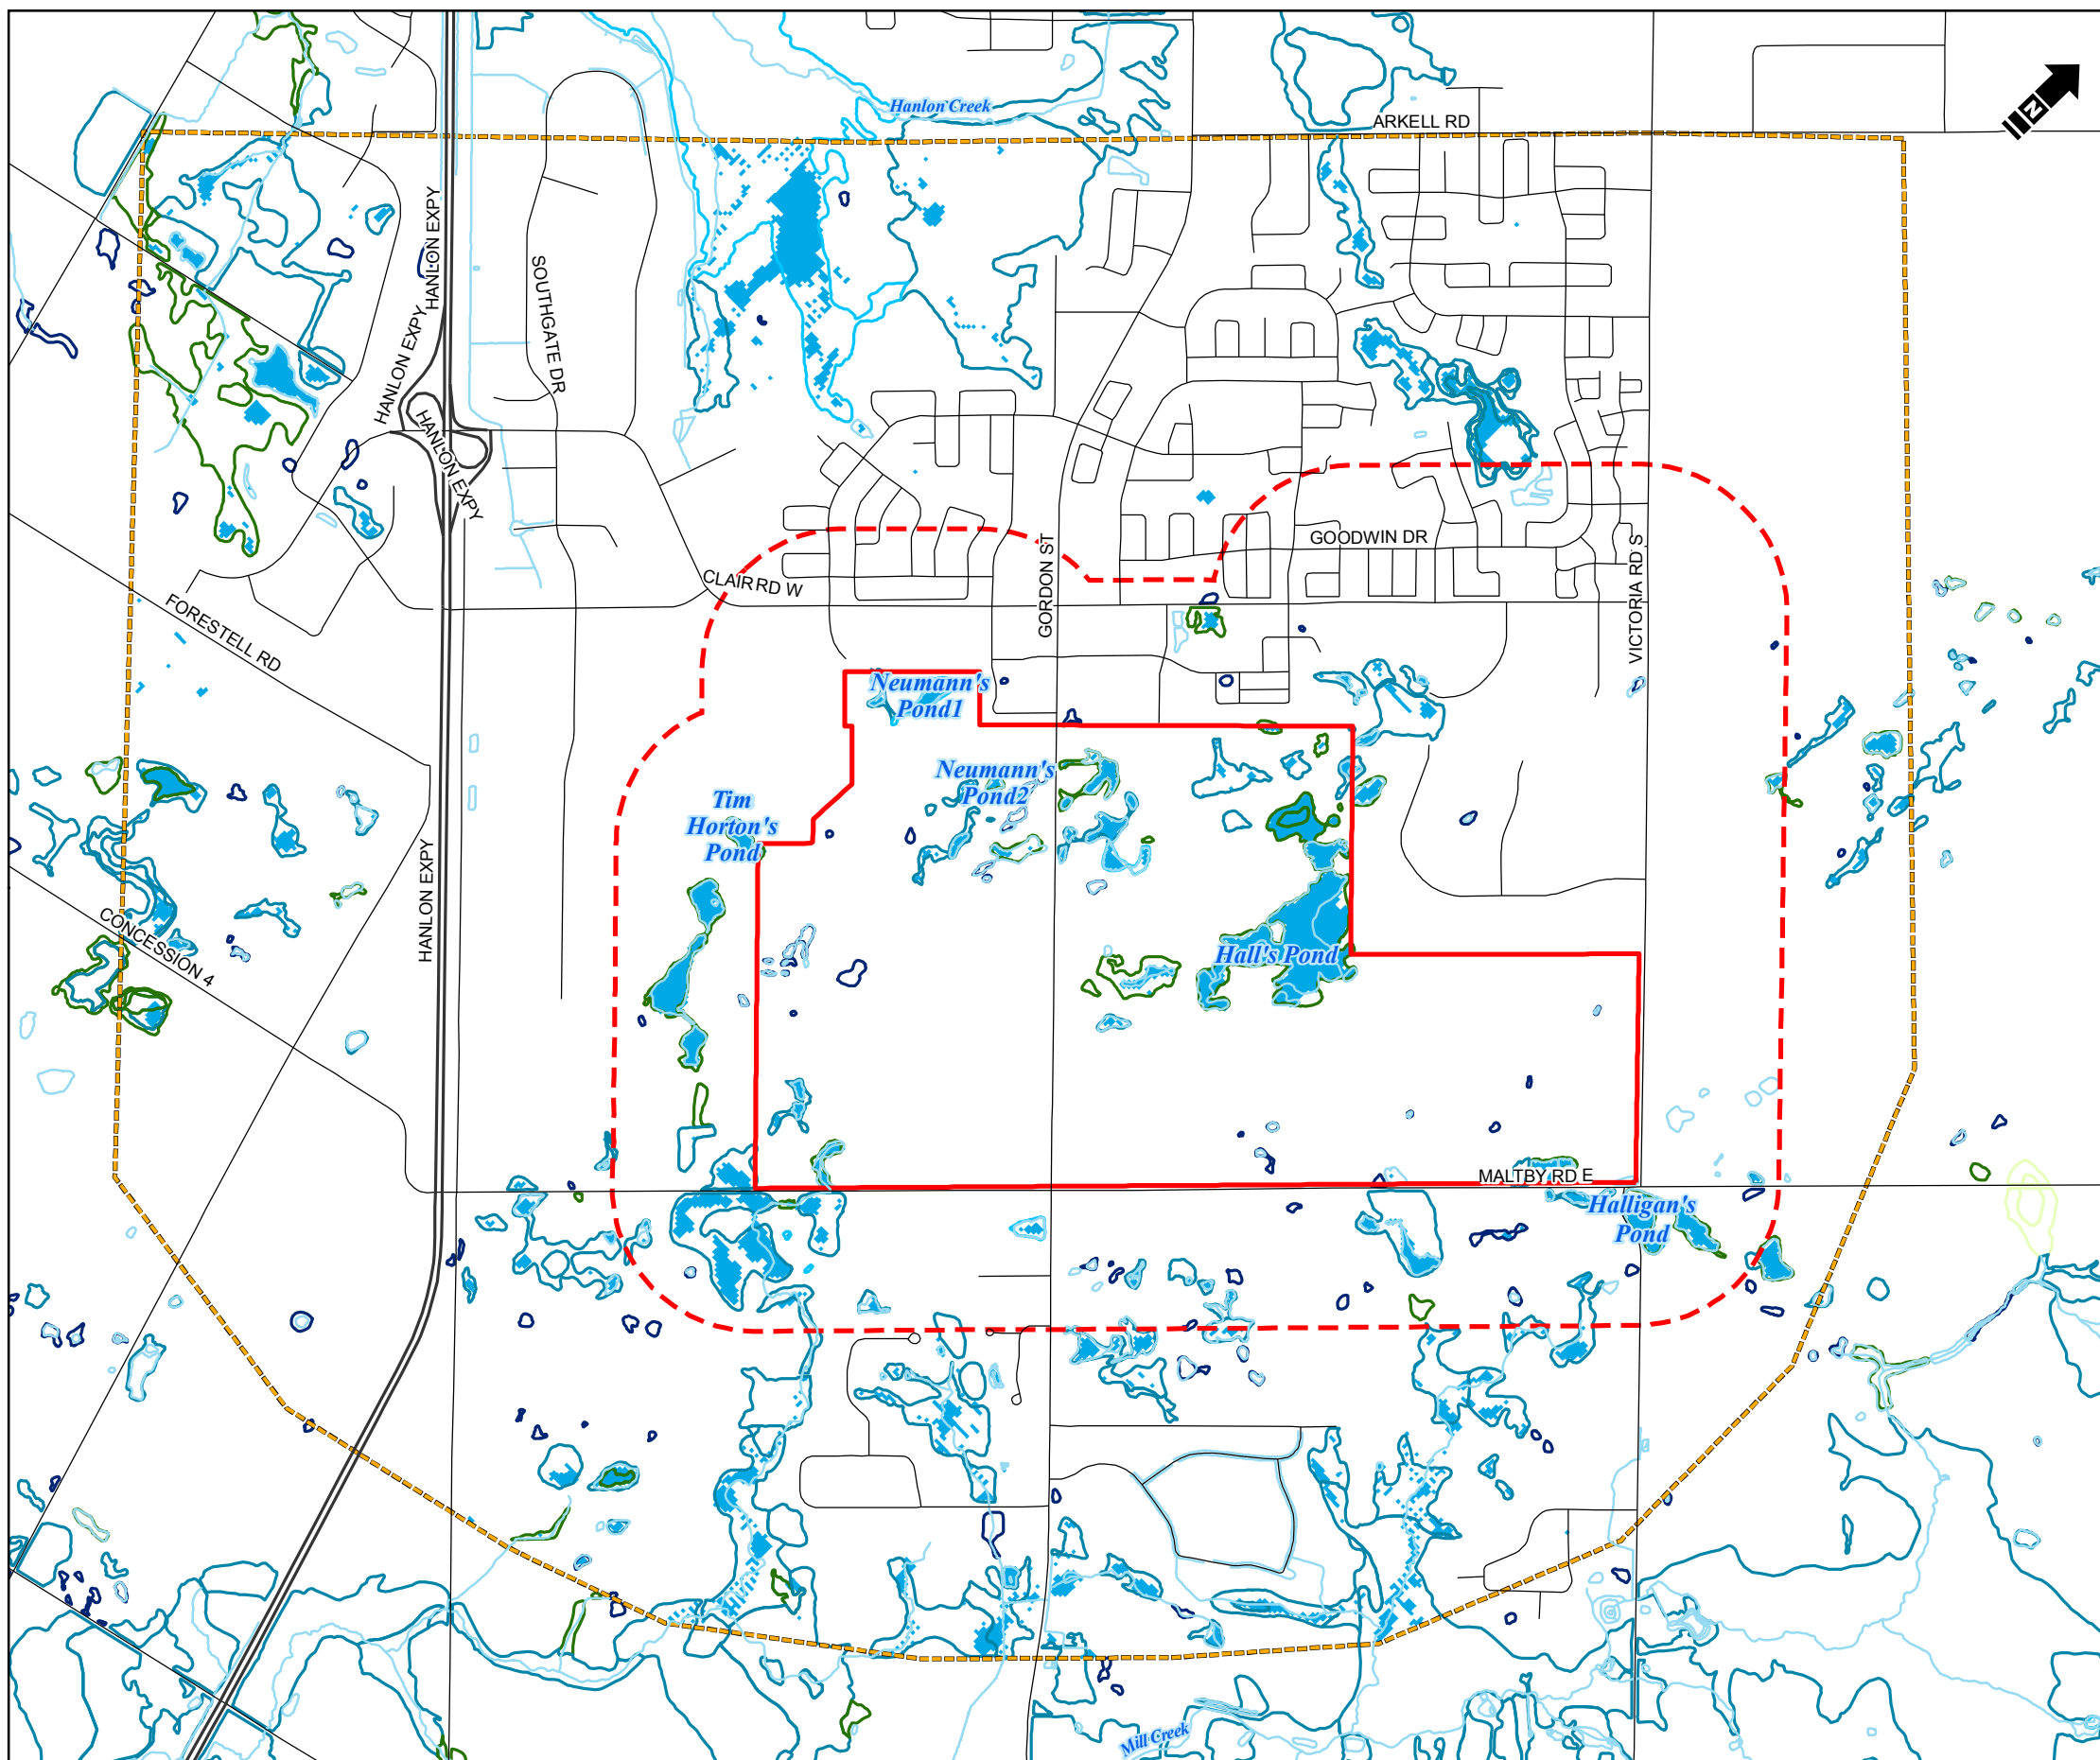 Hanlon Creek
ARKELL RD
N
HANLON EXPY
SOUTHGATE DR
HANLON EXPY
HANLON EXPY
GORDON ST
GOODWIN DR
VICTORIA RD S
CLAIR RD W
FORESTELL RD
Neumann's
Pond1
Neumann's
Pond2
Tim
Horton's
Pond
HANLON EXPY
CONCESSION 4
Hall's Pond
MALTBY RD E
Halligan's
Pond
Mill Creek